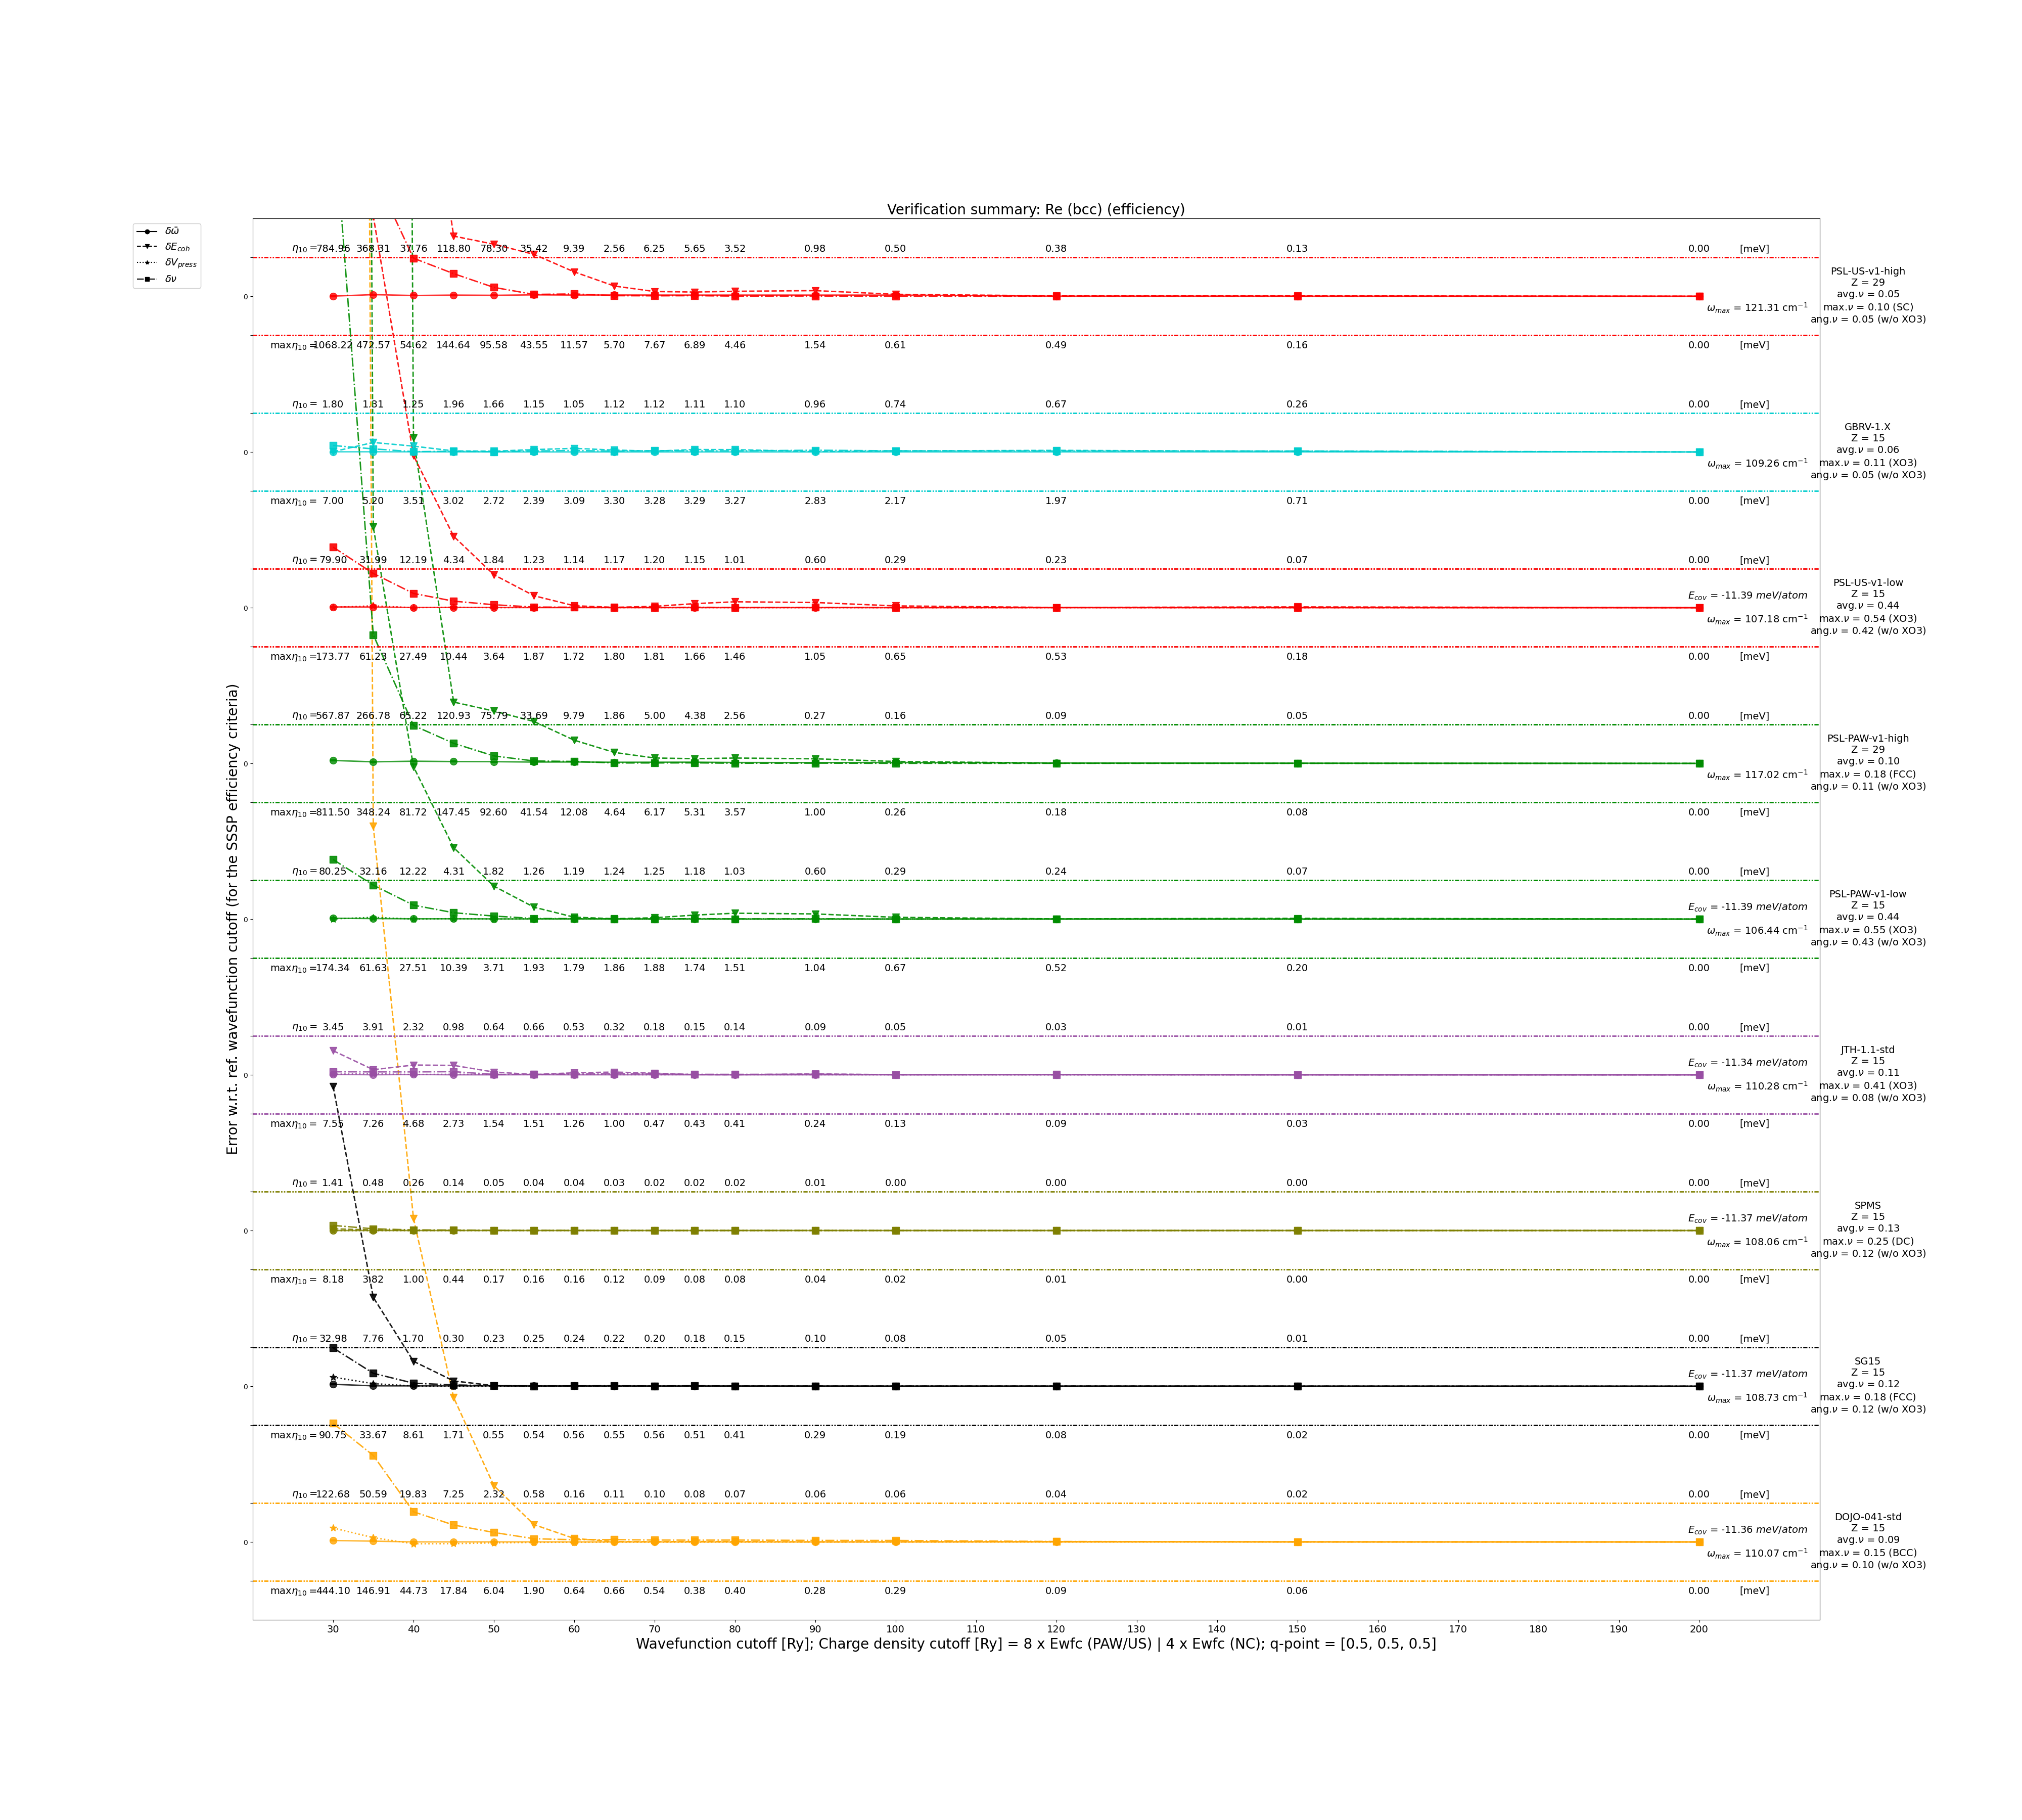 Verification summary: Re (bcc) (efficiency)
δω̄
δE_coh
δV_press
δν
Error w.r.t. ref. wavefunction cutoff (for the SSSP efficiency criteria)
η₁₀ = 784.96 368.31 37.76 118.80 78.30 35.42 9.39 2.56 6.25 5.65 3.52 0.98 0.50 0.38 0.13 0.00 [meV]
0
ω_max = 121.31 cm⁻¹
PSL-US-v1-high
Z = 29
avg.ν = 0.05
max.ν = 0.10 (SC)
ang.ν = 0.05 (w/o XO3)
maxη₁₀ = 1068.22 472.57 54.62 144.64 95.58 43.55 11.57 5.70 7.67 6.89 4.46 1.54 0.61 0.49 0.16 0.00 [meV]
η₁₀ = 1.80 1.81 1.25 1.96 1.66 1.15 1.05 1.12 1.12 1.11 1.10 0.96 0.74 0.67 0.26 0.00 [meV]
0
ω_max = 109.26 cm⁻¹
GBRV-1.X
Z = 15
avg.ν = 0.06
max.ν = 0.11 (XO3)
ang.ν = 0.05 (w/o XO3)
maxη₁₀ = 7.00 5.20 3.51 3.02 2.72 2.39 3.09 3.30 3.28 3.29 3.27 2.83 2.17 1.97 0.71 0.00 [meV]
η₁₀ = 79.90 31.99 12.19 4.34 1.84 1.23 1.14 1.17 1.20 1.15 1.01 0.60 0.29 0.23 0.07 0.00 [meV]
0
E_cov = -11.39 meV/atom
ω_max = 107.18 cm⁻¹
PSL-US-v1-low
Z = 15
avg.ν = 0.44
max.ν = 0.54 (XO3)
ang.ν = 0.42 (w/o XO3)
maxη₁₀ = 173.77 61.23 27.49 10.44 3.64 1.87 1.72 1.80 1.81 1.66 1.46 1.05 0.65 0.53 0.18 0.00 [meV]
η₁₀ = 567.87 266.78 65.22 120.93 75.79 33.69 9.79 1.86 5.00 4.38 2.56 0.27 0.16 0.09 0.05 0.00 [meV]
0
ω_max = 117.02 cm⁻¹
PSL-PAW-v1-high
Z = 29
avg.ν = 0.10
max.ν = 0.18 (FCC)
ang.ν = 0.11 (w/o XO3)
maxη₁₀ = 811.50 348.24 81.72 147.45 92.60 41.54 12.08 4.64 6.17 5.31 3.57 1.00 0.26 0.18 0.08 0.00 [meV]
η₁₀ = 80.25 32.16 12.22 4.31 1.82 1.26 1.19 1.24 1.25 1.18 1.03 0.60 0.29 0.24 0.07 0.00 [meV]
0
E_cov = -11.39 meV/atom
ω_max = 106.44 cm⁻¹
PSL-PAW-v1-low
Z = 15
avg.ν = 0.44
max.ν = 0.55 (XO3)
ang.ν = 0.43 (w/o XO3)
maxη₁₀ = 174.34 61.63 27.51 10.39 3.71 1.93 1.79 1.86 1.88 1.74 1.51 1.04 0.67 0.52 0.20 0.00 [meV]
η₁₀ = 3.45 3.91 2.32 0.98 0.64 0.66 0.53 0.32 0.18 0.15 0.14 0.09 0.05 0.03 0.01 0.00 [meV]
0
E_cov = -11.34 meV/atom
ω_max = 110.28 cm⁻¹
JTH-1.1-std
Z = 15
avg.ν = 0.11
max.ν = 0.41 (XO3)
ang.ν = 0.08 (w/o XO3)
maxη₁₀ = 7.55 7.26 4.68 2.73 1.54 1.51 1.26 1.00 0.47 0.43 0.41 0.24 0.13 0.09 0.03 0.00 [meV]
η₁₀ = 1.41 0.48 0.26 0.14 0.05 0.04 0.04 0.03 0.02 0.02 0.02 0.01 0.00 0.00 0.00 0.00 [meV]
0
E_cov = -11.37 meV/atom
ω_max = 108.06 cm⁻¹
SPMS
Z = 15
avg.ν = 0.13
max.ν = 0.25 (DC)
ang.ν = 0.12 (w/o XO3)
maxη₁₀ = 8.18 3.82 1.00 0.44 0.17 0.16 0.16 0.12 0.09 0.08 0.08 0.04 0.02 0.01 0.00 0.00 [meV]
η₁₀ = 32.98 7.76 1.70 0.30 0.23 0.25 0.24 0.22 0.20 0.18 0.15 0.10 0.08 0.05 0.01 0.00 [meV]
0
E_cov = -11.37 meV/atom
ω_max = 108.73 cm⁻¹
SG15
Z = 15
avg.ν = 0.12
max.ν = 0.18 (FCC)
ang.ν = 0.12 (w/o XO3)
maxη₁₀ = 90.75 33.67 8.61 1.71 0.55 0.54 0.56 0.55 0.56 0.51 0.41 0.29 0.19 0.08 0.02 0.00 [meV]
η₁₀ = 122.68 50.59 19.83 7.25 2.32 0.58 0.16 0.11 0.10 0.08 0.07 0.06 0.06 0.04 0.02 0.00 [meV]
0
E_cov = -11.36 meV/atom
ω_max = 110.07 cm⁻¹
DOJO-041-std
Z = 15
avg.ν = 0.09
max.ν = 0.15 (BCC)
ang.ν = 0.10 (w/o XO3)
maxη₁₀ = 444.10 146.91 44.73 17.84 6.04 1.90 0.64 0.66 0.54 0.38 0.40 0.28 0.29 0.09 0.06 0.00 [meV]
30 40 50 60 70 80 90 100 110 120 130 140 150 160 170 180 190 200
Wavefunction cutoff [Ry]; Charge density cutoff [Ry] = 8 x Ewfc (PAW/US) | 4 x Ewfc (NC); q-point = [0.5, 0.5, 0.5]